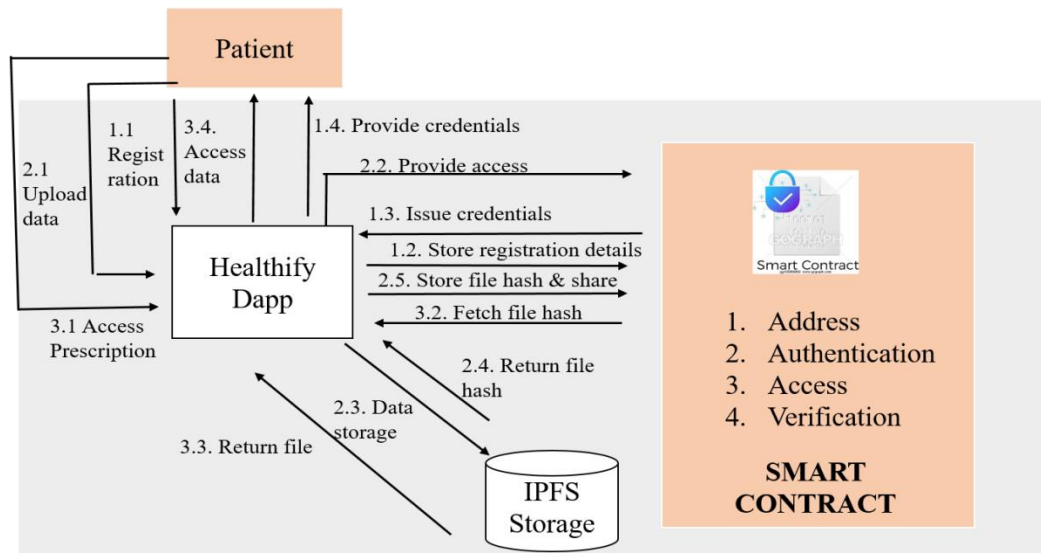 Patient
1.1
Regist
ration
3.4.
Access
data
1.4. Provide credentials
2.1
Upload
data
2.2. Provide access
1.3. Issue credentials
1.2. Store registration details
2.5. Store file hash & share
3.2. Fetch file hash
Healthify
Dapp
3.1 Access
Prescription
2.4. Return file
hash
2.3. Data
storage
3.3. Return file
IPFS
Storage
GOGRAPH
Smart Contract
1. Address
2. Authentication
3. Access
4. Verification
SMART
CONTRACT